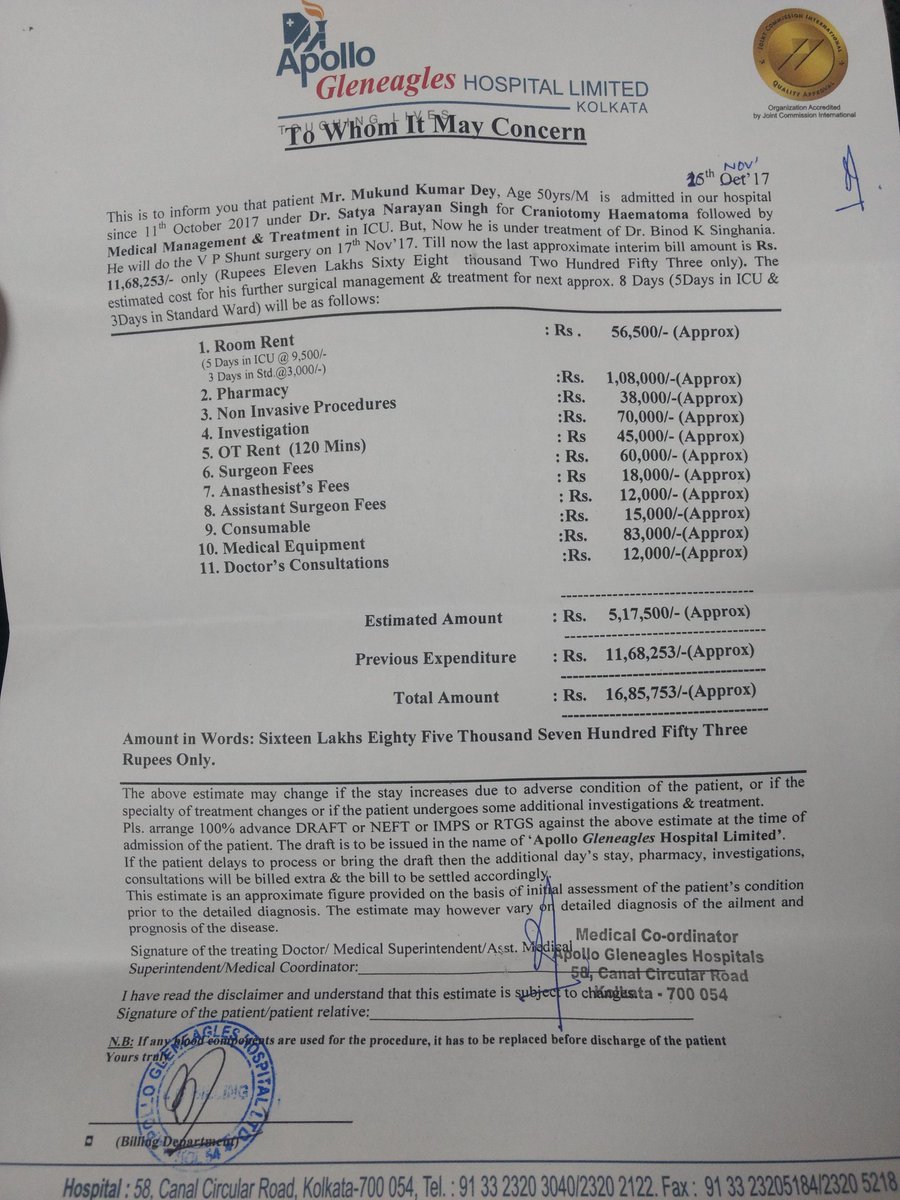 Apollo
Gleneagles HOSPITAL LIMITED
KOLKATA
TOUCHING LIVES
JOINT COMMISSION INTERNATIONAL
QUALITY APPROVAL
Organization Accredited
by Joint Commission International
To Whom It May Concern
NOV'
15th Oct'17
This is to inform you that patient Mr. Mukund Kumar Dey, Age 50yrs/M is admitted in our hospital
since 11th October 2017 under Dr. Satya Narayan Singh for Craniotomy Haematoma followed by
Medical Management & Treatment in ICU. But, Now he is under treatment of Dr. Binod K Singhania.
He will do the V P Shunt surgery on 17th Nov'17. Till now the last approximate interim bill amount is Rs.
11,68,253/- only (Rupees Eleven Lakhs Sixty Eight thousand Two Hundred Fifty Three only). The
estimated cost for his further surgical management & treatment for next approx. 8 Days (5Days in ICU &
3Days in Standard Ward) will be as follows:
1. Room Rent : Rs . 56,500/- (Approx)
(5 Days in ICU @ 9,500/-
3 Days in Std.@3,000/-)
2. Pharmacy :Rs. 1,08,000/-(Approx)
3. Non Invasive Procedures :Rs. 38,000/-(Approx)
4. Investigation :Rs. 70,000/-(Approx)
5. OT Rent (120 Mins) : Rs 45,000/-(Approx)
6. Surgeon Fees : Rs. 60,000/-(Approx)
7. Anasthesist's Fees : Rs 18,000/-(Approx)
8. Assistant Surgeon Fees : Rs. 12,000/-(Approx)
9. Consumable :Rs. 15,000/-(Approx)
10. Medical Equipment :Rs. 83,000/-(Approx)
11. Doctor's Consultations :Rs. 12,000/-(Approx)
Estimated Amount : Rs. 5,17,500/- (Approx)
Previous Expenditure : Rs. 11,68,253/-(Approx)
Total Amount : Rs. 16,85,753/-(Approx)
Amount in Words: Sixteen Lakhs Eighty Five Thousand Seven Hundred Fifty Three
Rupees Only.
The above estimate may change if the stay increases due to adverse condition of the patient, or if the
specialty of treatment changes or if the patient undergoes some additional investigations & treatment.
Pls. arrange 100% advance DRAFT or NEFT or IMPS or RTGS against the above estimate at the time of
admission of the patient. The draft is to be issued in the name of 'Apollo Gleneagles Hospital Limited'.
If the patient delays to process or bring the draft then the additional day's stay, pharmacy, investigations,
consultations will be billed extra & the bill to be settled accordingly.
This estimate is an approximate figure provided on the basis of initial assessment of the patient's condition
prior to the detailed diagnosis. The estimate may however vary on detailed diagnosis of the ailment and
prognosis of the disease.
Signature of the treating Doctor/ Medical Superintendent/Asst. Medical
Superintendent/Medical Coordinator:
Medical Co-ordinator
Apollo Gleneagles Hospitals
58, Canal Circular Road
Kolkata - 700 054
I have read the disclaimer and understand that this estimate is subject to changes.
Signature of the patient/patient relative:
N.B: If any blood components are used for the procedure, it has to be replaced before discharge of the patient
Yours truly
APOLLO GLENEAGLES HOSPITAL LTD.
(Billing Department)
Hospital : 58, Canal Circular Road, Kolkata-700 054, Tel. : 91 33 2320 3040/2320 2122. Fax : 91 33 23205184/2320 5218